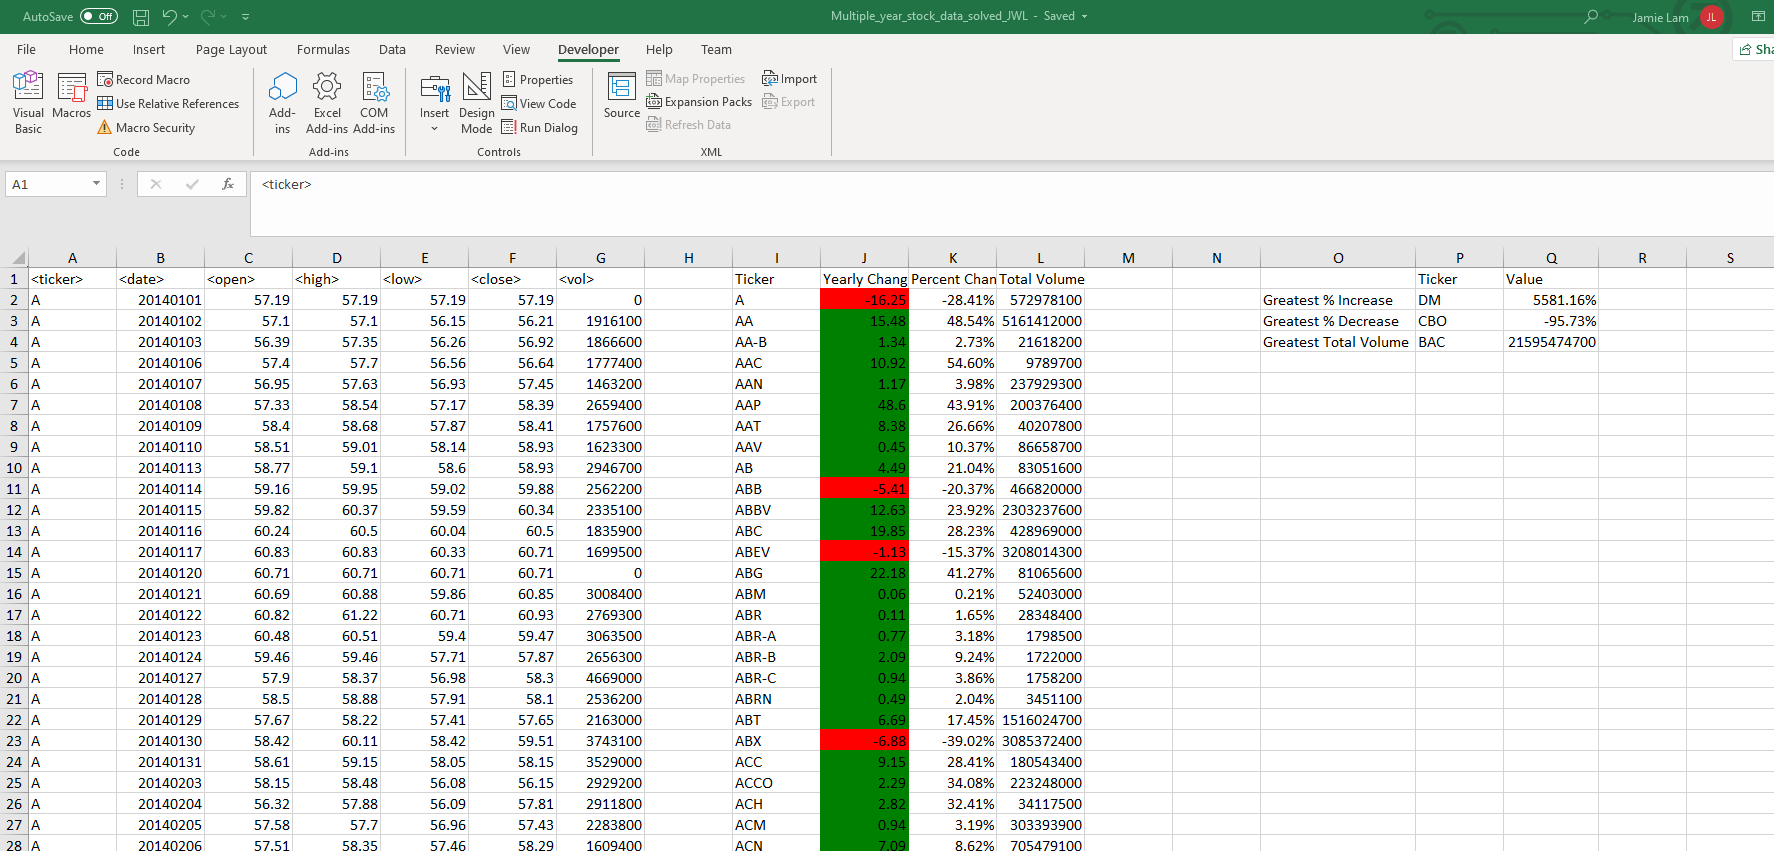 AutoSave Off Multiple_year_stock_data_solved_JWL - Saved Jamie Lam JL
File Home Insert Page Layout Formulas Data Review View Developer Help Team Sha
Visual Basic
Macros
Record Macro
Use Relative References
Macro Security
Code
Add-ins
Excel Add-ins
COM Add-ins
Add-ins
Insert
Design Mode
Properties
View Code
Run Dialog
Controls
Source
Map Properties
Expansion Packs
Refresh Data
Import
Export
XML
A1 fx <ticker>
A B C D E F G H I J K L M N O P Q R S
1 <ticker> <date> <open> <high> <low> <close> <vol> Ticker Yearly Chang Percent Chan Total Volume Ticker Value
2 A 20140101 57.19 57.19 57.19 57.19 0 A -16.25 -28.41% 572978100 Greatest % Increase DM 5581.16%
3 A 20140102 57.1 57.1 56.15 56.21 1916100 AA 15.48 48.54% 5161412000 Greatest % Decrease CBO -95.73%
4 A 20140103 56.39 57.35 56.26 56.92 1866600 AA-B 1.34 2.73% 21618200 Greatest Total Volume BAC 21595474700
5 A 20140106 57.4 57.7 56.56 56.64 1777400 AAC 10.92 54.60% 9789700
6 A 20140107 56.95 57.63 56.93 57.45 1463200 AAN 1.17 3.98% 237929300
7 A 20140108 57.33 58.54 57.17 58.39 2659400 AAP 48.6 43.91% 200376400
8 A 20140109 58.4 58.68 57.87 58.41 1757600 AAT 8.38 26.66% 40207800
9 A 20140110 58.51 59.01 58.14 58.93 1623300 AAV 0.45 10.37% 86658700
10 A 20140113 58.77 59.1 58.6 58.93 2946700 AB 4.49 21.04% 83051600
11 A 20140114 59.16 59.95 59.02 59.88 2562200 ABB -5.41 -20.37% 466820000
12 A 20140115 59.82 60.37 59.59 60.34 2335100 ABBV 12.63 23.92% 2303237600
13 A 20140116 60.24 60.5 60.04 60.5 1835900 ABC 19.85 28.23% 428969000
14 A 20140117 60.83 60.83 60.33 60.71 1699500 ABEV -1.13 -15.37% 3208014300
15 A 20140120 60.71 60.71 60.71 60.71 0 ABG 22.18 41.27% 81065600
16 A 20140121 60.69 60.88 59.86 60.85 3008400 ABM 0.06 0.21% 52403000
17 A 20140122 60.82 61.22 60.71 60.93 2769300 ABR 0.11 1.65% 28348400
18 A 20140123 60.48 60.51 59.4 59.47 3063500 ABR-A 0.77 3.18% 1798500
19 A 20140124 59.46 59.46 57.71 57.87 2656300 ABR-B 2.09 9.24% 1722000
20 A 20140127 57.9 58.37 56.98 58.3 4669000 ABR-C 0.94 3.86% 1758200
21 A 20140128 58.5 58.88 57.91 58.1 2536200 ABRN 0.49 2.04% 3451100
22 A 20140129 57.67 58.22 57.41 57.65 2163000 ABT 6.69 17.45% 1516024700
23 A 20140130 58.42 60.11 58.42 59.51 3743100 ABX -6.88 -39.02% 3085372400
24 A 20140131 58.61 59.15 58.05 58.15 3529000 ACC 9.15 28.41% 180543400
25 A 20140203 58.15 58.48 56.08 56.15 2929200 ACCO 2.29 34.08% 223248000
26 A 20140204 56.32 57.88 56.09 57.81 2911800 ACH 2.82 32.41% 34117500
27 A 20140205 57.58 57.7 56.96 57.43 2283800 ACM 0.94 3.19% 303393900
28 A 20140206 57.51 58.35 57.46 58.29 1609400 ACN 7.09 8.62% 705479100